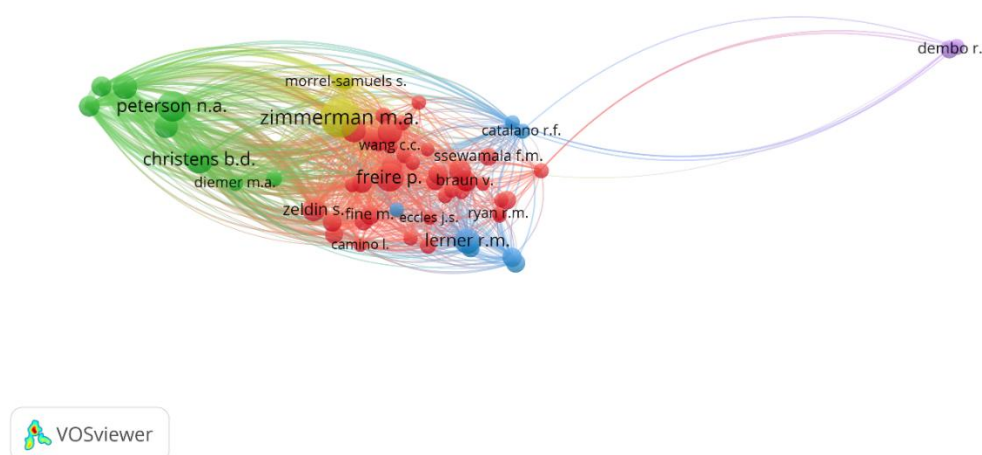 dembo r.
morrel-samuels s.
peterson n.a.
zimmerman m.a.
catalano r.f.
wang c.c.
christens b.d.
ssewamala f.m.
diemer m.a.
freire p.
braun v.
zeldin s.
fine m.
eccles j.s.
ryan r.m.
camino l.
lerner r.m.
VOSviewer